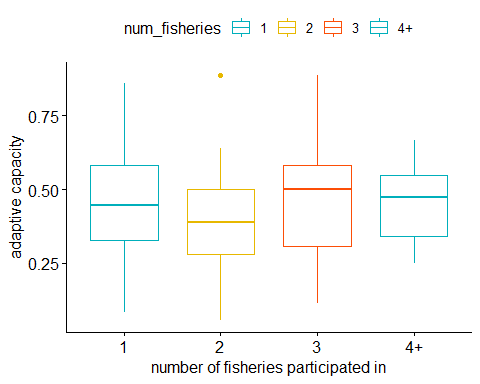 num_fisheries 1 2 3 4+
0.75
0.50
0.25
adaptive capacity
1 2 3 4+
number of fisheries participated in